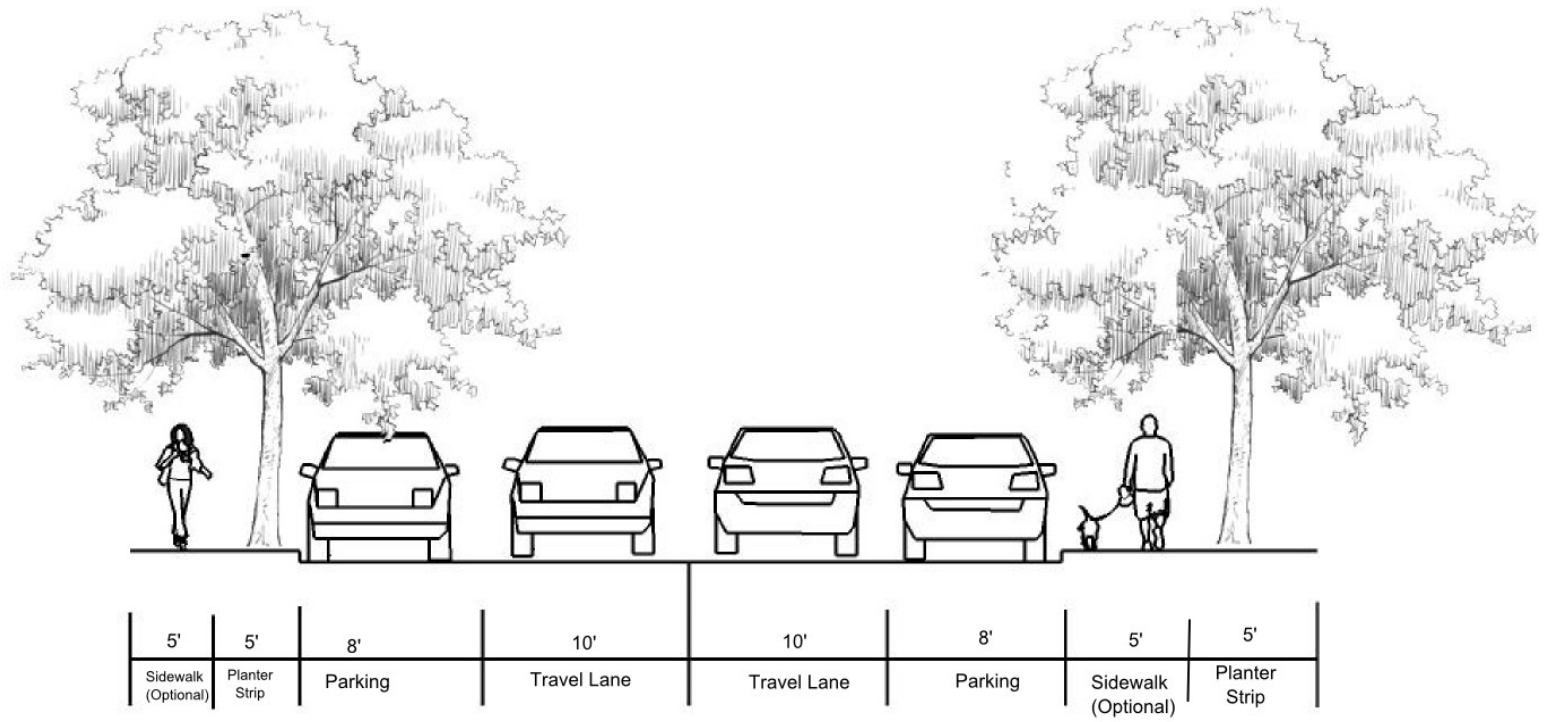 5' 5' 8' 10' 10' 8' 5' 5'
Sidewalk
(Optional)
Planter
Strip
Parking
Travel Lane
Travel Lane
Parking
Sidewalk
(Optional)
Planter
Strip